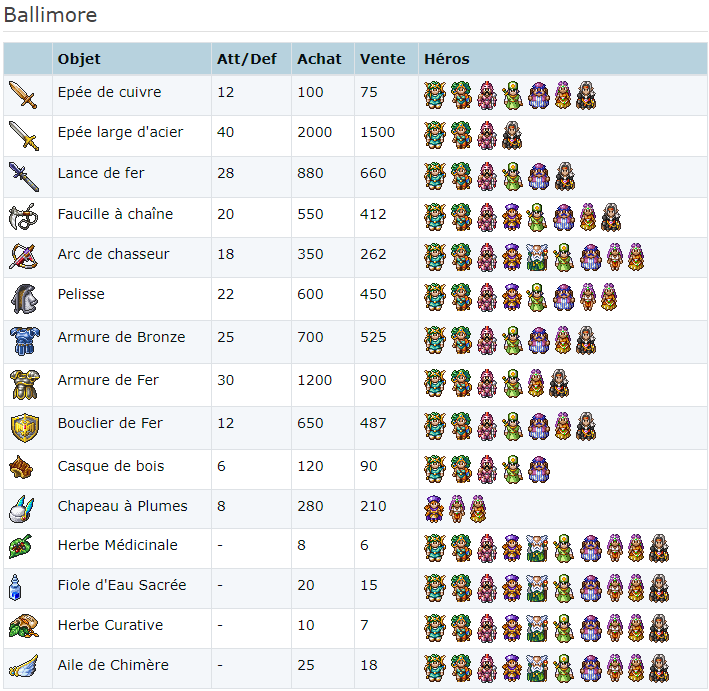 Ballimore
Objet Att/Def Achat Vente Héros
Epée de cuivre 12 100 75
Epée large d'acier 40 2000 1500
Lance de fer 28 880 660
Faucille à chaîne 20 550 412
Arc de chasseur 18 350 262
Pelisse 22 600 450
Armure de Bronze 25 700 525
Armure de Fer 30 1200 900
Bouclier de Fer 12 650 487
Casque de bois 6 120 90
Chapeau à Plumes 8 280 210
Herbe Médicinale - 8 6
Fiole d'Eau Sacrée - 20 15
Herbe Curative - 10 7
Aile de Chimère - 25 18